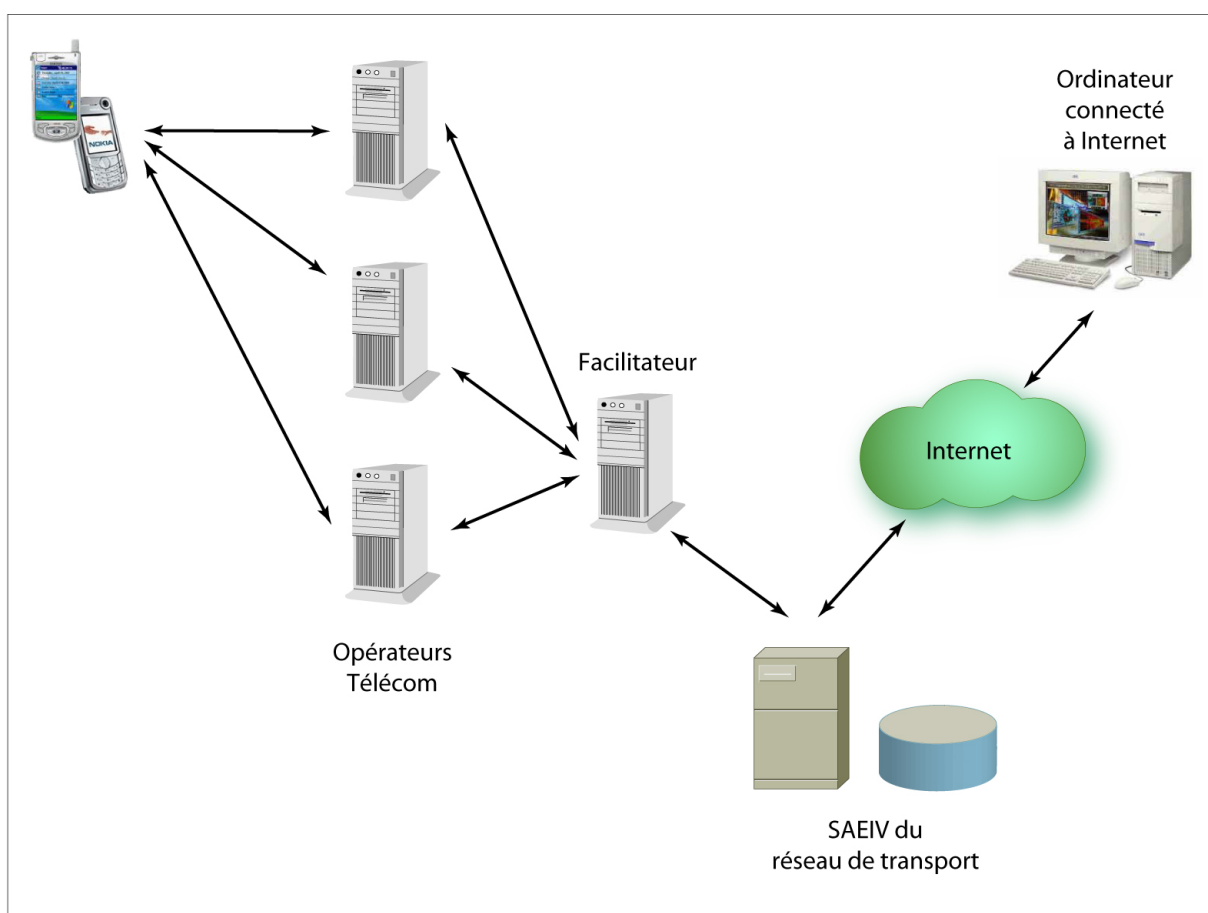 Ordinateur
connecté
à Internet
NOKIA
Facilitateur
Internet
Opérateurs
Télécom
SAEIV du
réseau de transport